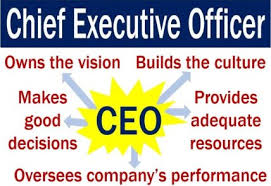 Chief Executive Officer
Owns the vision Builds the culture
Makes
good
decisions
CEO
Provides
adequate
resources
Oversees company's performance